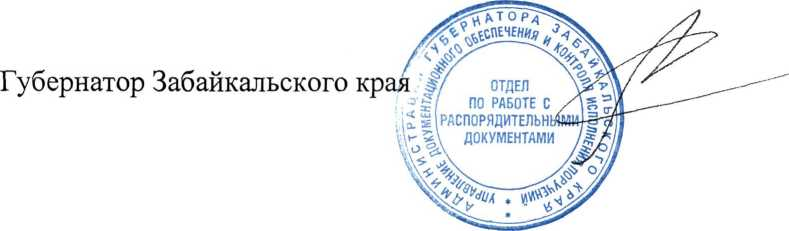 Губернатор Забайкальского края
АДМИНИСТРАЦИЯ ГУБЕРНАТОРА ЗАБАЙКАЛЬСКОГО КРАЯ
УПРАВЛЕНИЕ ДОКУМЕНТАЦИОННОГО ОБЕСПЕЧЕНИЯ И КОНТРОЛЯ ИСПОЛНЕНИЯ ПОРУЧЕНИЙ
ОТДЕЛ
ПО РАБОТЕ С
РАСПОРЯДИТЕЛЬНЫМИ
ДОКУМЕНТАМИ